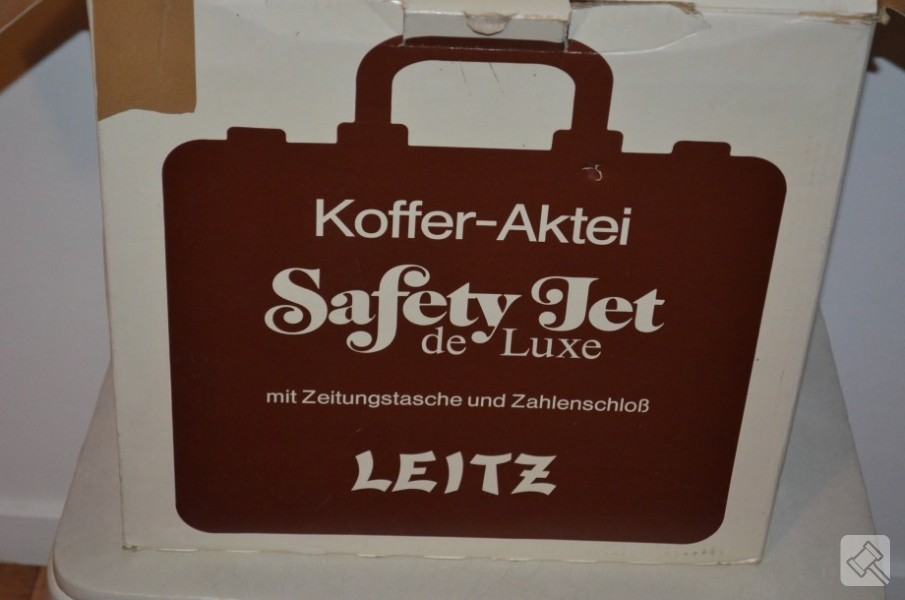 Koffer-Aktei
Safety Jet
de Luxe
mit Zeitungstasche und Zahlenschloß
LEITZ